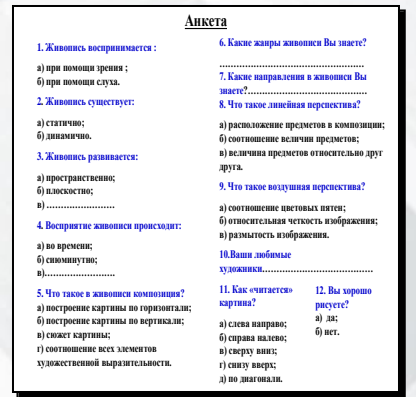 Анкета
1. Живопись воспринимается :
а) при помощи зрения ;
б) при помощи слуха.
2. Живопись существует:
а) статично;
б) динамично.
3. Живопись развивается:
а) пространственно;
б) плоскостно;
в) ........................
4. Восприятие живописи происходит:
а) во времени;
б) сиюминутно;
в).........................
5. Что такое в живописи композиция?
а) построение картины по горизонтали;
б) построение картины по вертикали;
в) сюжет картины;
г) соотношение всех элементов
художественной выразительности.
6. Какие жанры живописи Вы знаете?
....................................................
7. Какие направления в живописи Вы
знаете?...........................................
8. Что такое линейная перспектива?
а) расположение предметов в композиции;
б) соотношение величин предметов;
в) величина предметов относительно друг
друга.
9. Что такое воздушная перспектива?
а) соотношение цветовых пятен;
б) относительная четкость изображения;
в) размытость изображения.
10.Ваши любимые
художники.......................................
11. Как «читается»
картина?
а) слева направо;
б) справа налево;
в) сверху вниз;
г) снизу вверх;
д) по диагонали.
12. Вы хорошо
рисуете?
а) да;
б) нет.